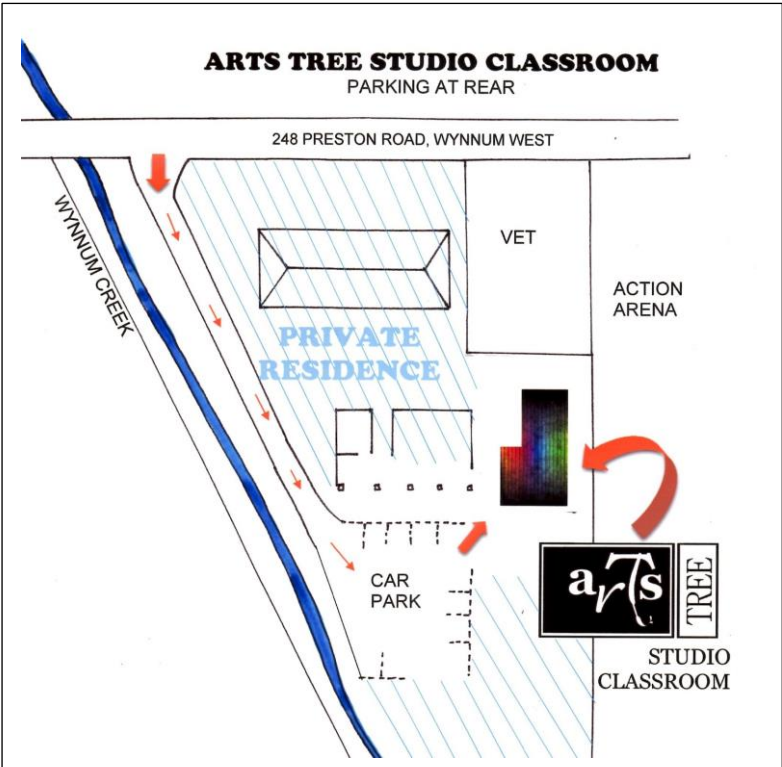 ARTS TREE STUDIO CLASSROOM
PARKING AT REAR
248 PRESTON ROAD, WYNNUM WEST
WYNNUM CREEK
VET
ACTION
ARENA
PRIVATE
RESIDENCE
CAR
PARK
arTs
TREE
STUDIO
CLASSROOM